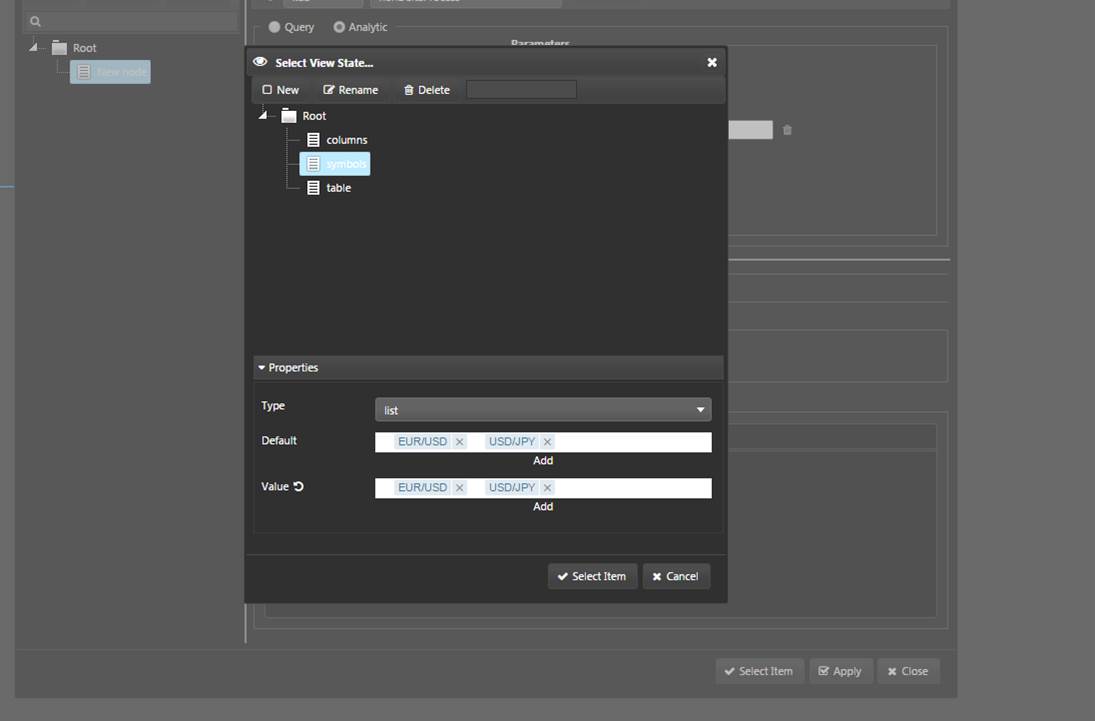 Query Analytic
Parameters
Root
New node
Select View State...
New Rename Delete
Root
columns
symbols
table
Properties
Type list
Default EUR/USD × USD/JPY ×
Add
Value EUR/USD × USD/JPY ×
Add
Select Item Cancel
Select Item Apply Close